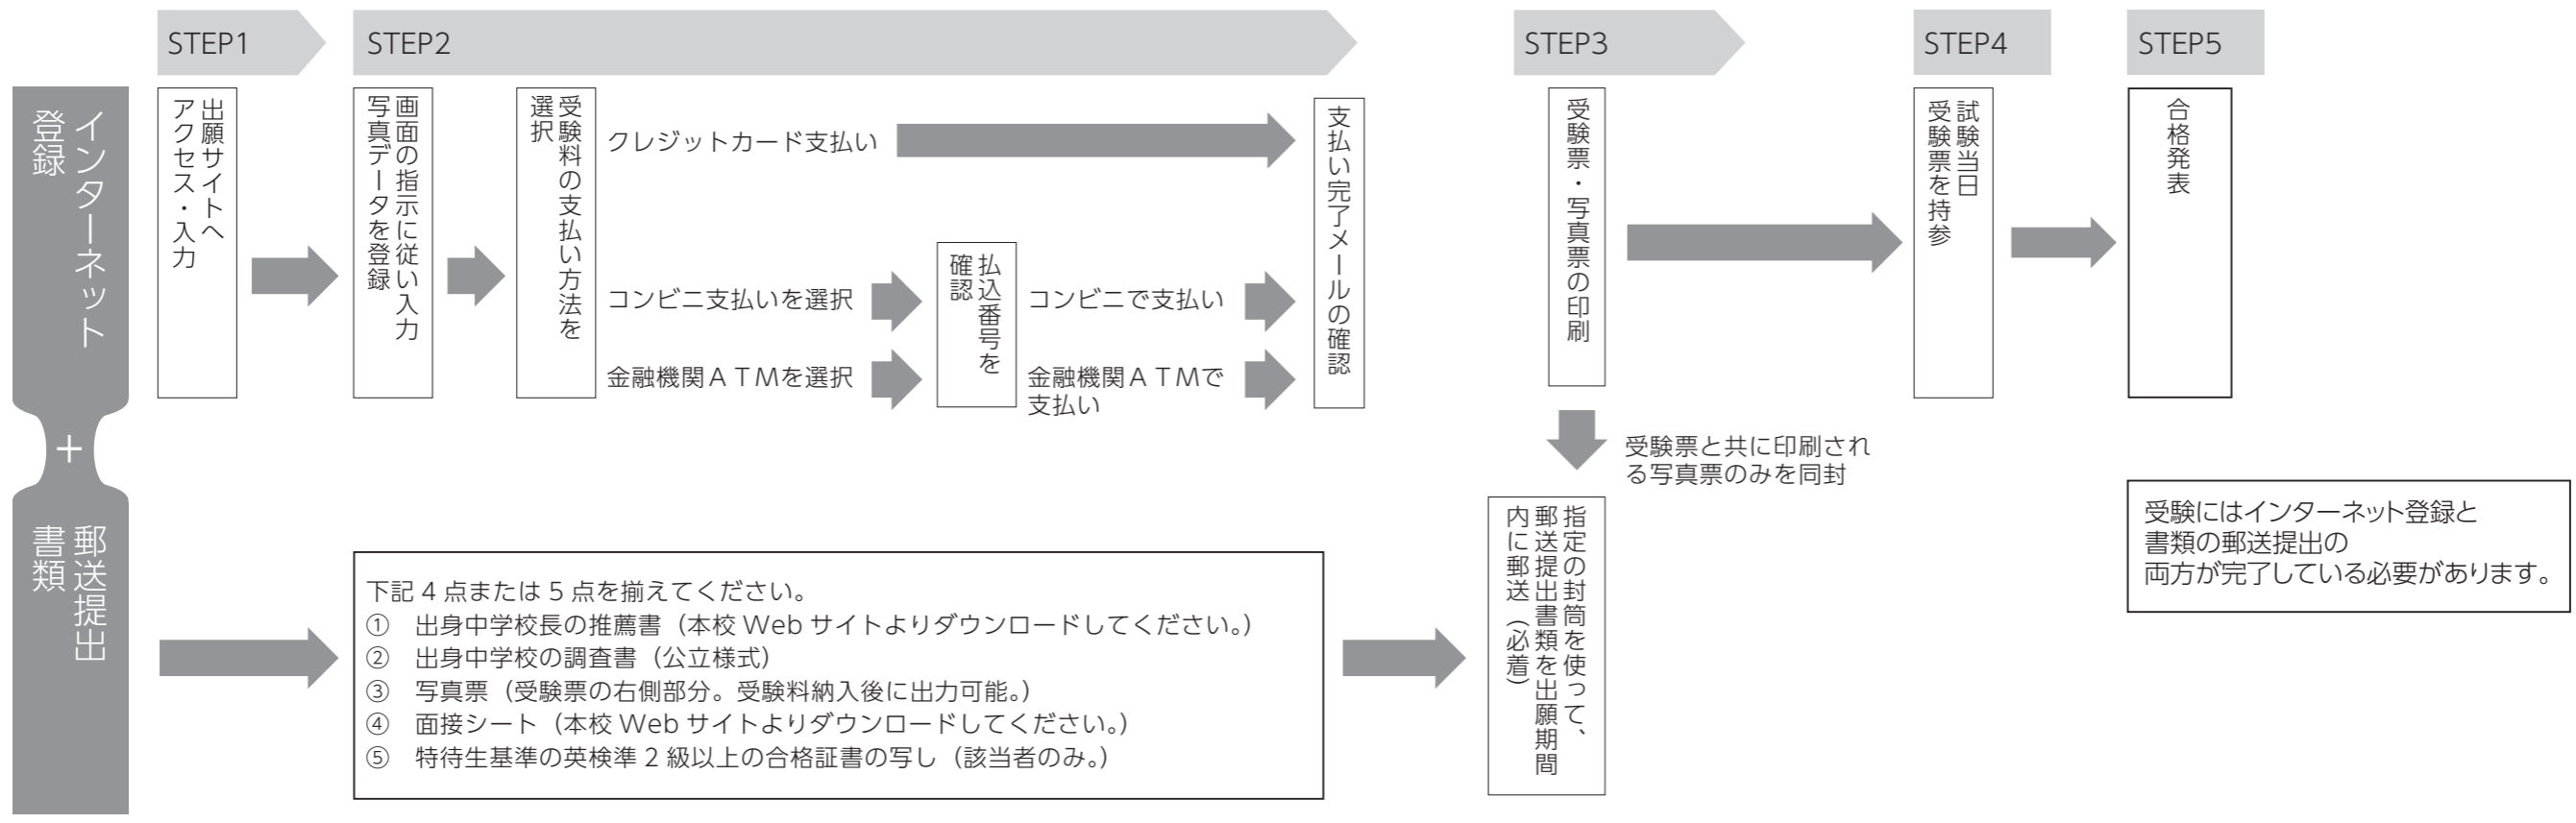 STEP1
STEP2
STEP3
STEP4
STEP5
インターネット
登録
＋
郵送提出
書類
出願サイトへ
アクセス・入力
画面の指示に従い入力
写真データを登録
受験料の支払い方法を
選択
クレジットカード支払い
コンビニ支払いを選択
金融機関ＡＴＭを選択
払込番号を
確認
コンビニで支払い
金融機関ＡＴＭで
支払い
支払い完了メールの確認
受験票・写真票の印刷
受験票と共に印刷され
る写真票のみを同封
試験当日
受験票を持参
合格発表
下記 4 点または 5 点を揃えてください。
① 出身中学校長の推薦書（本校 Web サイトよりダウンロードしてください。）
② 出身中学校の調査書（公立様式）
③ 写真票（受験票の右側部分。受験料納入後に出力可能。）
④ 面接シート（本校 Web サイトよりダウンロードしてください。）
⑤ 特待生基準の英検準 2 級以上の合格証書の写し（該当者のみ。）
指定の封筒を使って、
郵送提出書類を出願期間
内に郵送（必着）
受験にはインターネット登録と
書類の郵送提出の
両方が完了している必要があります。